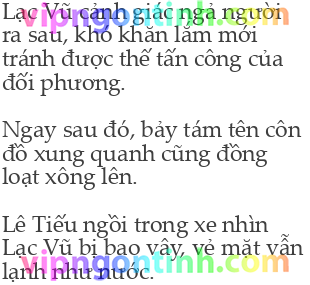 Lạc Vũ cảnh giác ngả người
ra sau, khó khăn lắm mới
tránh được thế tấn công của
đối phương.
Ngay sau đó, bảy tám tên côn
đồ xung quanh cũng đồng
loạt xông lên.
Lê Tiếu ngồi trong xe nhìn
Lạc Vũ bị bao vây, vẻ mặt vẫn
lạnh như nước.
vipngontinh.com
vipngontinh.com